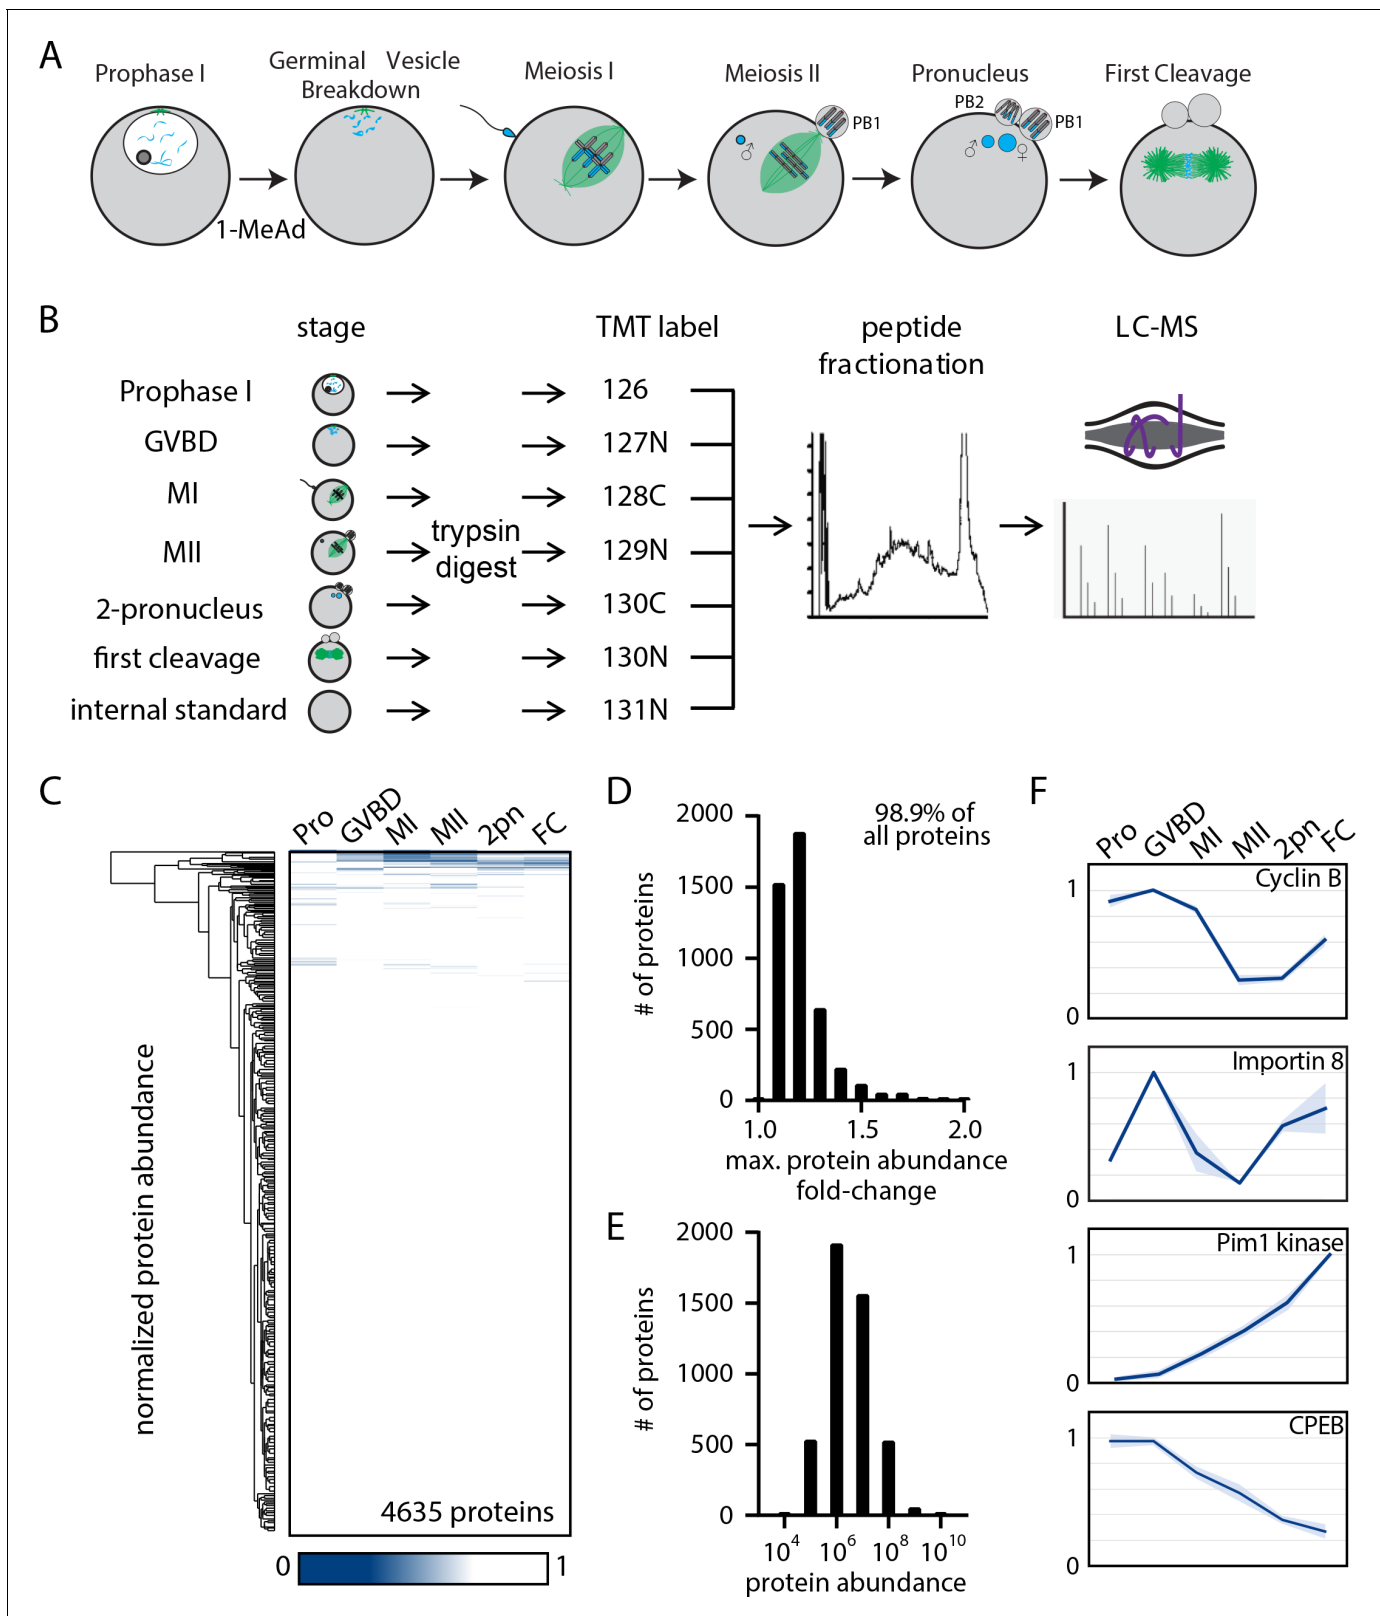 A
Prophase I
Germinal Vesicle
Breakdown
Meiosis I
Meiosis II
Pronucleus
First Cleavage
PB1
PB2
PB1
♂
♂
♀
1-MeAd
B
stage
TMT label
peptide
fractionation
LC-MS
Prophase I
126
GVBD
127N
MI
128C
MII
129N
trypsin
digest
2-pronucleus
130C
first cleavage
130N
internal standard
131N
C
Pro
GVBD
MI
MII
2pn
FC
normalized protein abundance
4635 proteins
0
1
D
98.9% of
all proteins
# of proteins
2000
1500
1000
500
0
1.0
1.5
2.0
max. protein abundance
fold-change
E
# of proteins
2000
1500
1000
500
0
10⁴
10⁶
10⁸
10¹⁰
protein abundance
F
Pro
GVBD
MI
MII
2pn
FC
Cyclin B
1
0
Importin 8
1
0
Pim1 kinase
1
0
CPEB
1
0